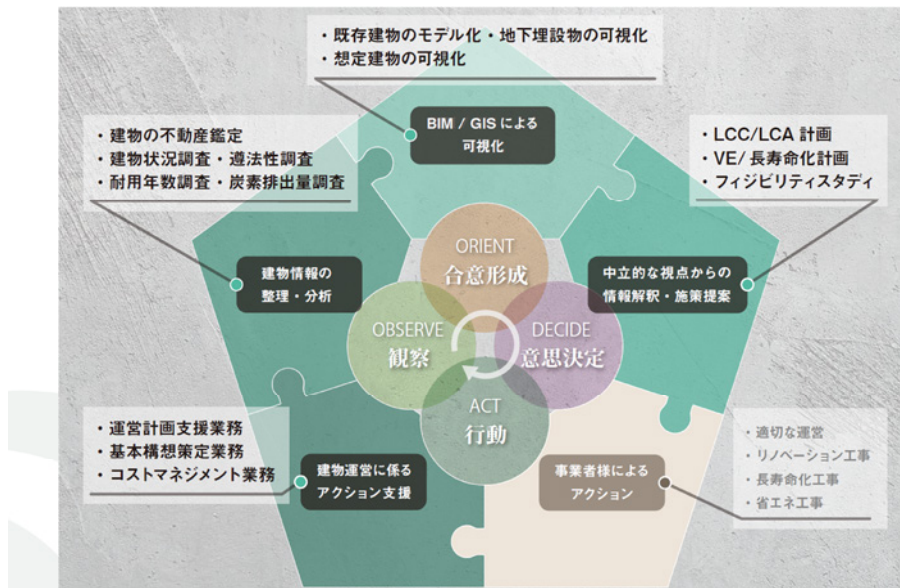 ・既存建物のモデル化・地下埋設物の可視化
・想定建物の可視化
BIM / GIS による
可視化
・建物の不動産鑑定
・建物状況調査・遵法性調査
・耐用年数調査・炭素排出量調査
・LCC/LCA 計画
・VE/ 長寿命化計画
・フィジビリティスタディ
建物情報の
整理・分析
ORIENT
合意形成
中立的な視点からの
情報解釈・施策提案
OBSERVE
観察
DECIDE
意思決定
ACT
行動
・運営計画支援業務
・基本構想策定業務
・コストマネジメント業務
建物運営に係る
アクション支援
事業者様による
アクション
・適切な運営
・リノベーション工事
・長寿命化工事
・省エネ工事